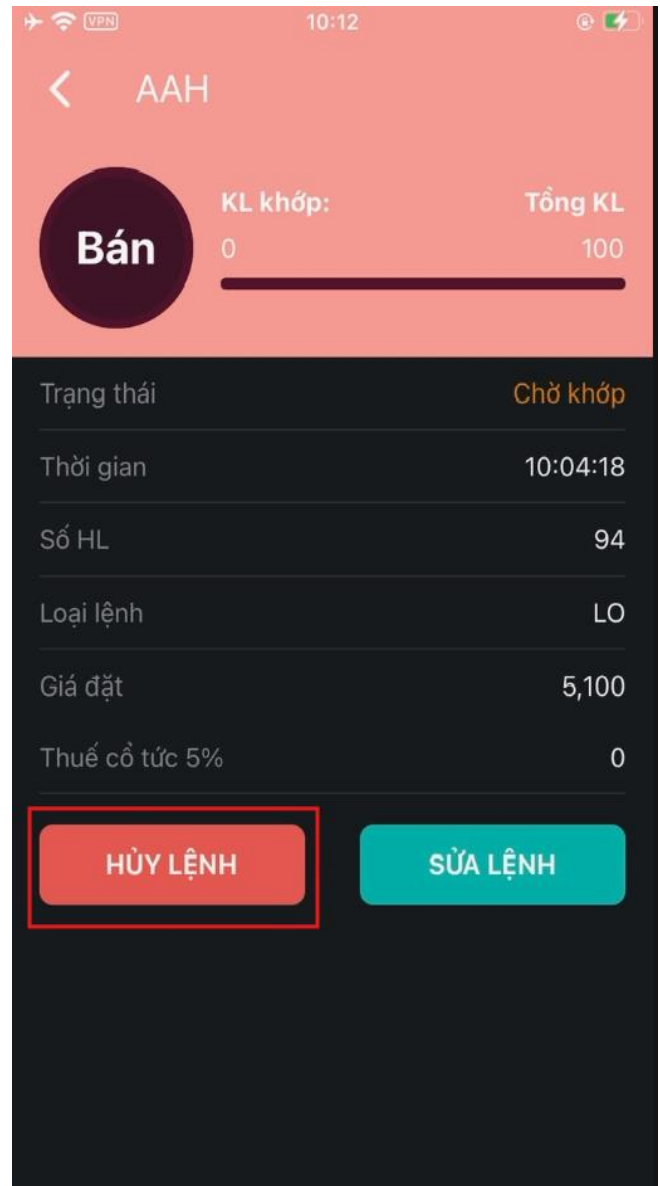 VPN 10:12
AAH
KL khớp: Tổng KL
Bán 0 100
Trạng thái Chờ khớp
Thời gian 10:04:18
Số HL 94
Loại lệnh LO
Giá đặt 5,100
Thuế cổ tức 5% 0
HỦY LỆNH SỬA LỆNH